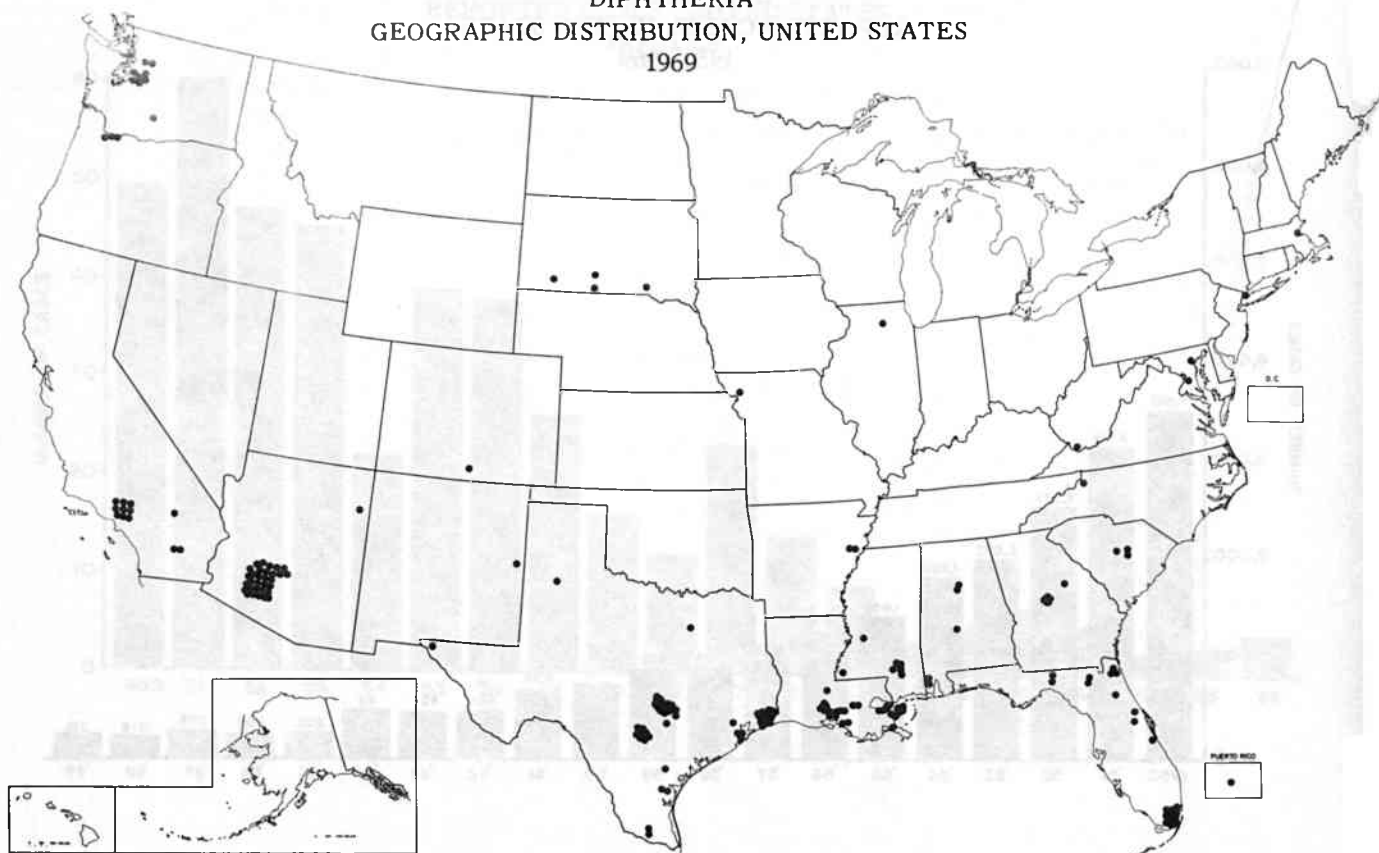 DIPHTHERIA
GEOGRAPHIC DISTRIBUTION, UNITED STATES
1969
D.C.
PUERTO RICO